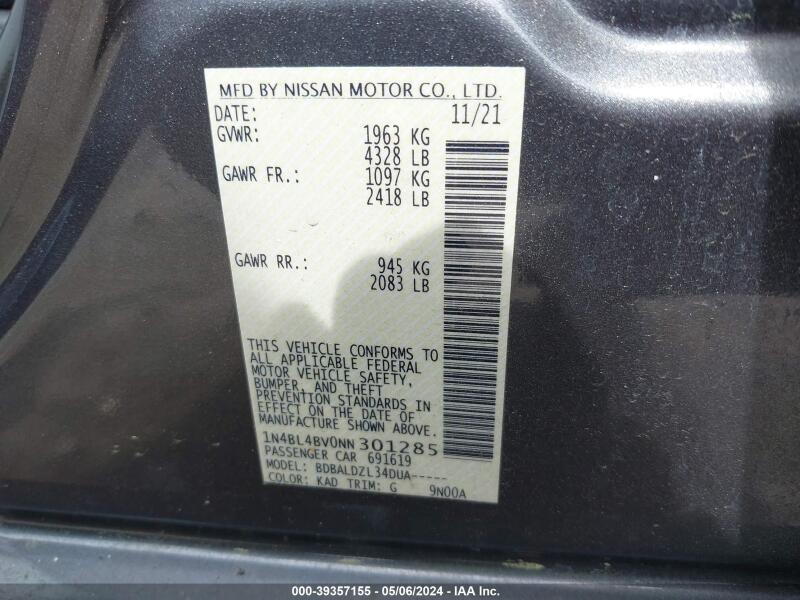 MFD BY NISSAN MOTOR CO., LTD.
DATE: 11/21
GVWR: 1963 KG
4328 LB
GAWR FR.: 1097 KG
2418 LB
GAWR RR.: 945 KG
2083 LB
THIS VEHICLE CONFORMS TO
ALL APPLICABLE FEDERAL
MOTOR VEHICLE SAFETY,
BUMPER, AND THEFT
PREVENTION STANDARDS IN
EFFECT ON THE DATE OF
MANUFACTURE SHOWN ABOVE.
1N4BL4BV0NN301285
PASSENGER CAR 691619
MODEL: BDBALDZL34DUA-----
COLOR: KAD TRIM: G 9N00A
000-39357155 - 05/06/2024 - IAA Inc.